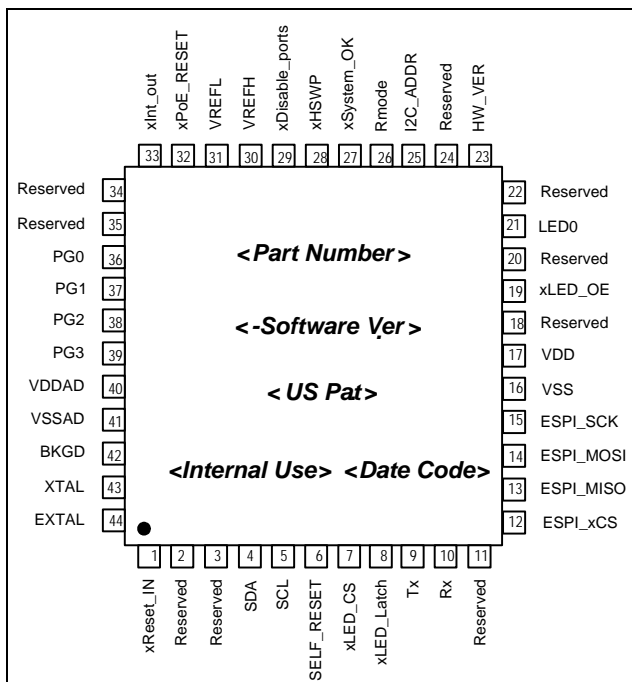 xInt_out
xPoE_RESET
VREFL
VREFH
xDisable_ports
xHSWP
xSystem_OK
Rmode
I2C_ADDR
Reserved
HW_VER
33 32 31 30 29 28 27 26 25 24 23
Reserved 34
Reserved 35
PG0 36
PG1 37
PG2 38
PG3 39
VDDAD 40
VSSAD 41
BKGD 42
XTAL 43
EXTAL 44
<Part Number>
<-Software Ver>
<US Pat>
<Internal Use> <Date Code>
22 Reserved
21 LED0
20 Reserved
19 xLED_OE
18 Reserved
17 VDD
16 VSS
15 ESPI_SCK
14 ESPI_MOSI
13 ESPI_MISO
12 ESPI_xCS
1 2 3 4 5 6 7 8 9 10 11
xReset_IN
Reserved
Reserved
SDA
SCL
SELF_RESET
xLED_CS
xLED_Latch
Tx
Rx
Reserved